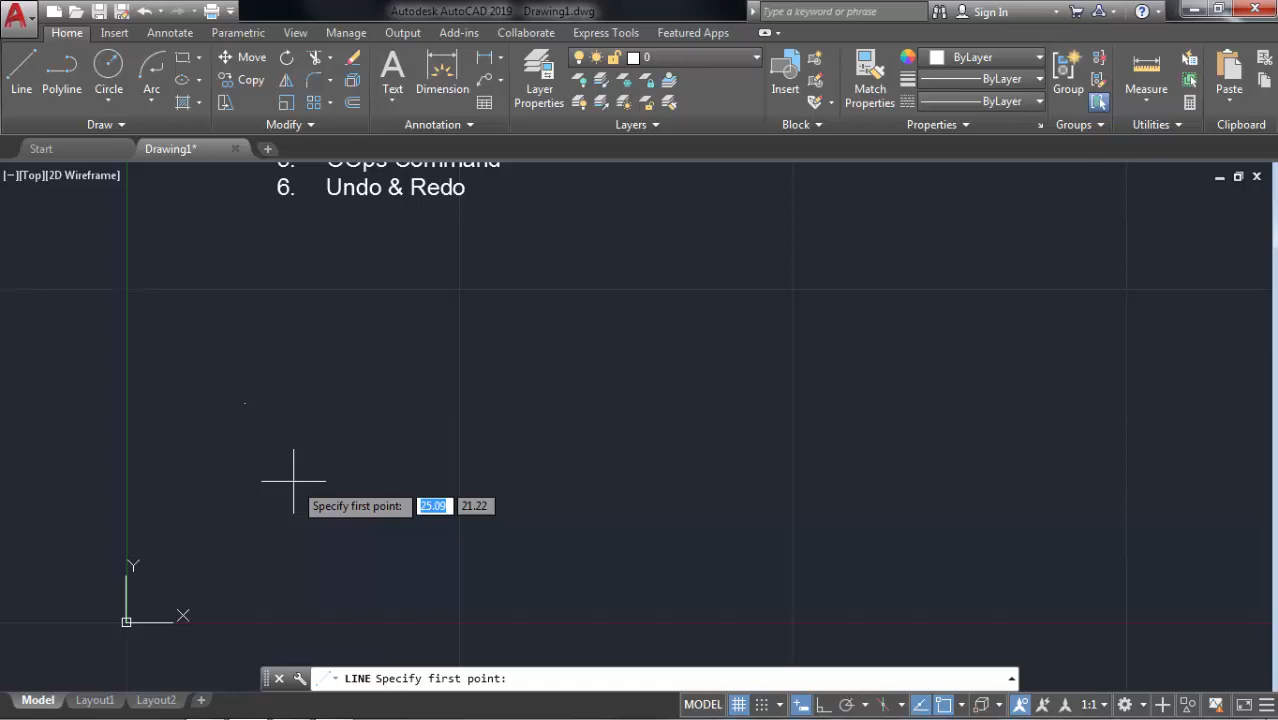 Autodesk AutoCAD 2019 Drawing1.dwg
Type a keyword or phrase
Sign In
Home Insert Annotate Parametric View Manage Output Add-ins Collaborate Express Tools Featured Apps
Line Polyline Circle Arc
Move
Copy
Text Dimension
Layer Properties
0
Insert
Match Properties
ByLayer
ByLayer
ByLayer
Group
Measure
Paste
Draw Modify Annotation Layers Block Properties Groups Utilities Clipboard
Start Drawing1*
[−][Top][2D Wireframe]
6. Undo & Redo
Specify first point: 25.09 21.22
Y
X
LINE Specify first point:
Model Layout1 Layout2
MODEL
1:1